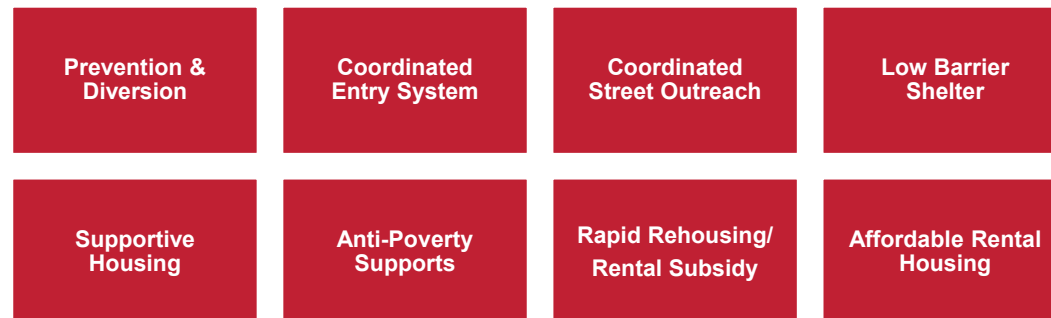 Prevention &
Diversion
Coordinated
Entry System
Coordinated
Street Outreach
Low Barrier
Shelter
Supportive
Housing
Anti-Poverty
Supports
Rapid Rehousing/
Rental Subsidy
Affordable Rental
Housing